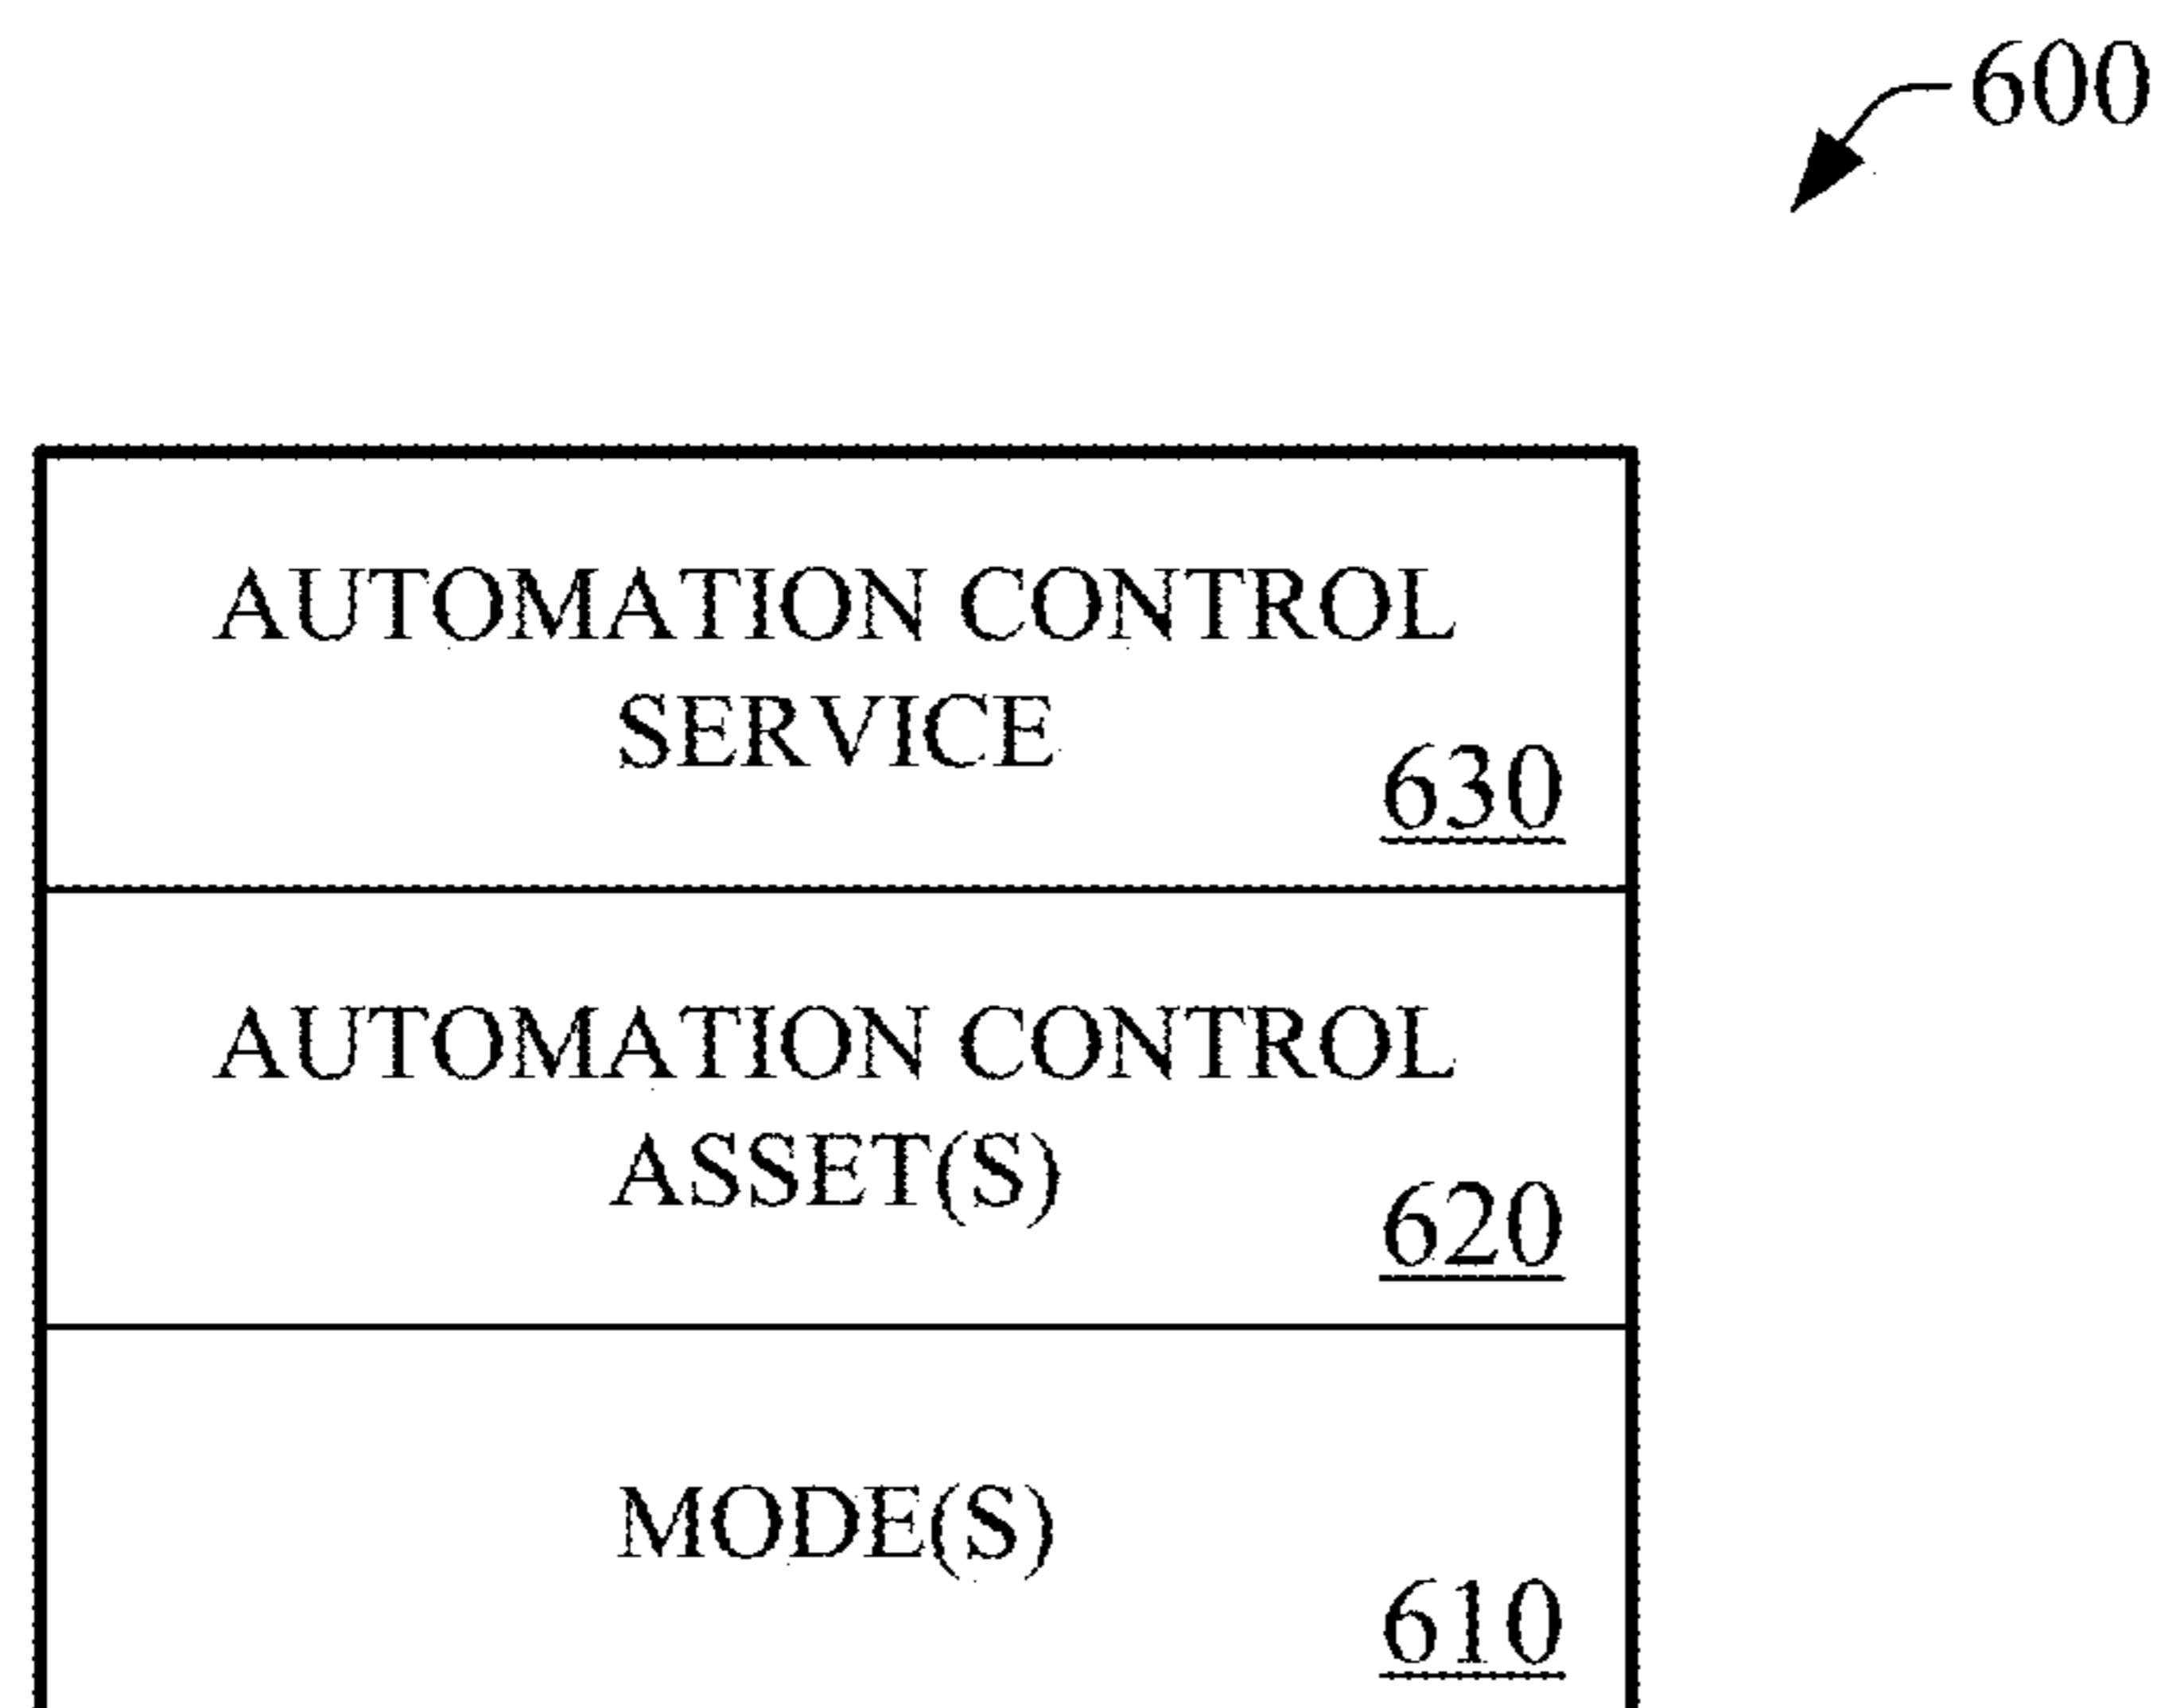 600
AUTOMATION CONTROL
SERVICE
630
AUTOMATION CONTROL
ASSET(S)
620
MODE(S)
610